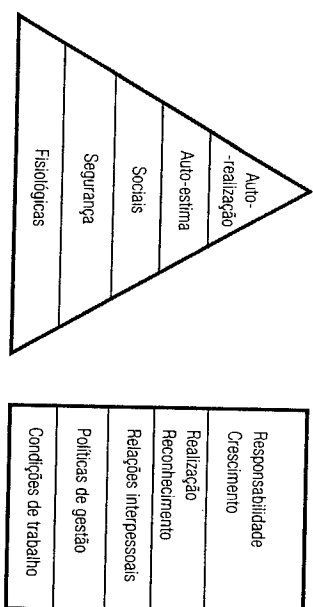 Auto-
-realização
Auto-estima
Sociais
Segurança
Fisiológicas
Responsabilidade
Crescimento
Realização
Reconhecimento
Relações interpessoais
Políticas de gestão
Condições de trabalho